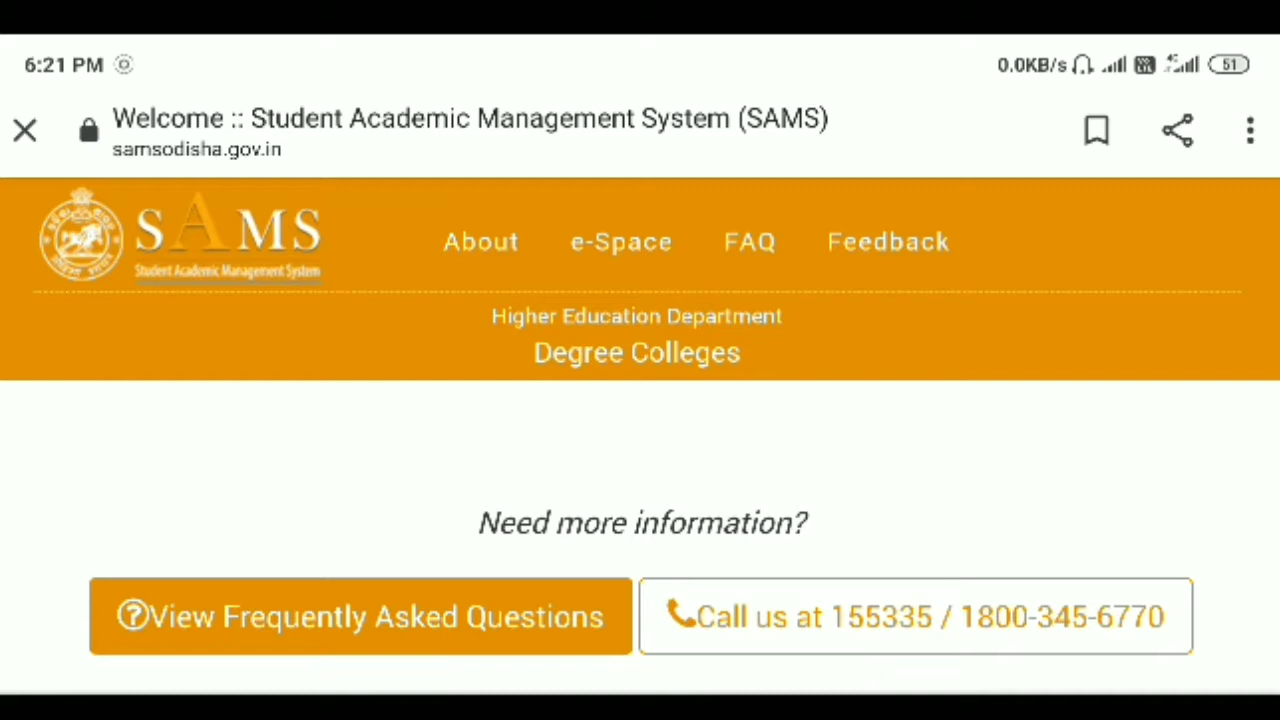 6:21 PM
0.0KB/s
51
Welcome :: Student Academic Management System (SAMS)
samsodisha.gov.in
SAMS
Student Academic Management System
About e-Space FAQ Feedback
Higher Education Department
Degree Colleges
Need more information?
View Frequently Asked Questions
Call us at 155335 / 1800-345-6770